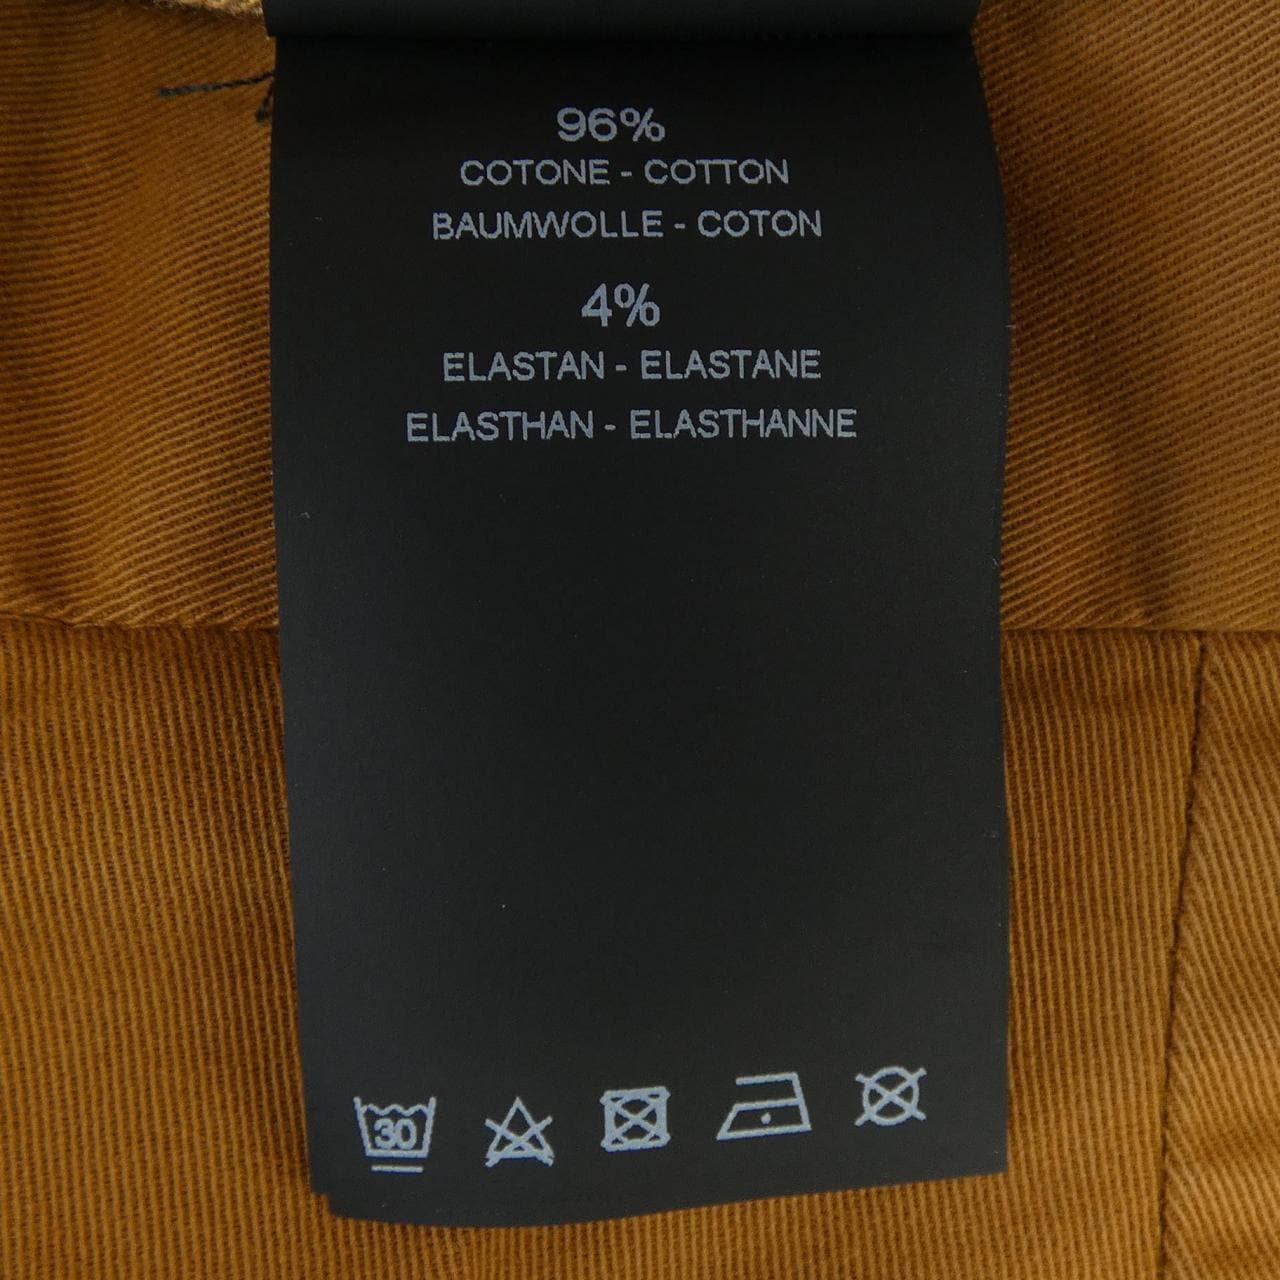 96%
COTONE - COTTON
BAUMWOLLE - COTON
4%
ELASTAN - ELASTANE
ELASTHAN - ELASTHANNE
30